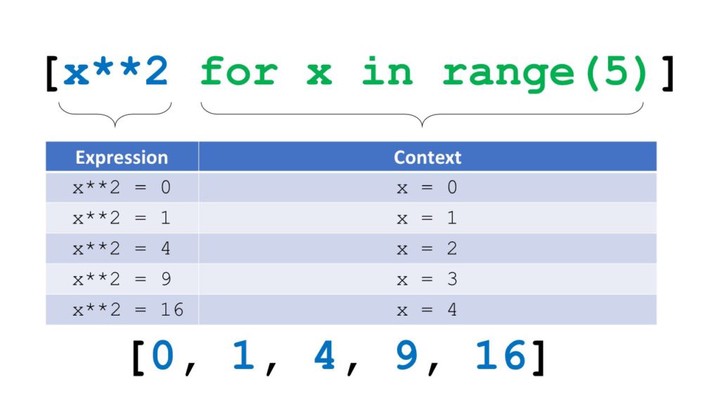 [x**2 for x in range(5)]
Expression Context
x**2 = 0 x = 0
x**2 = 1 x = 1
x**2 = 4 x = 2
x**2 = 9 x = 3
x**2 = 16 x = 4
[0, 1, 4, 9, 16]